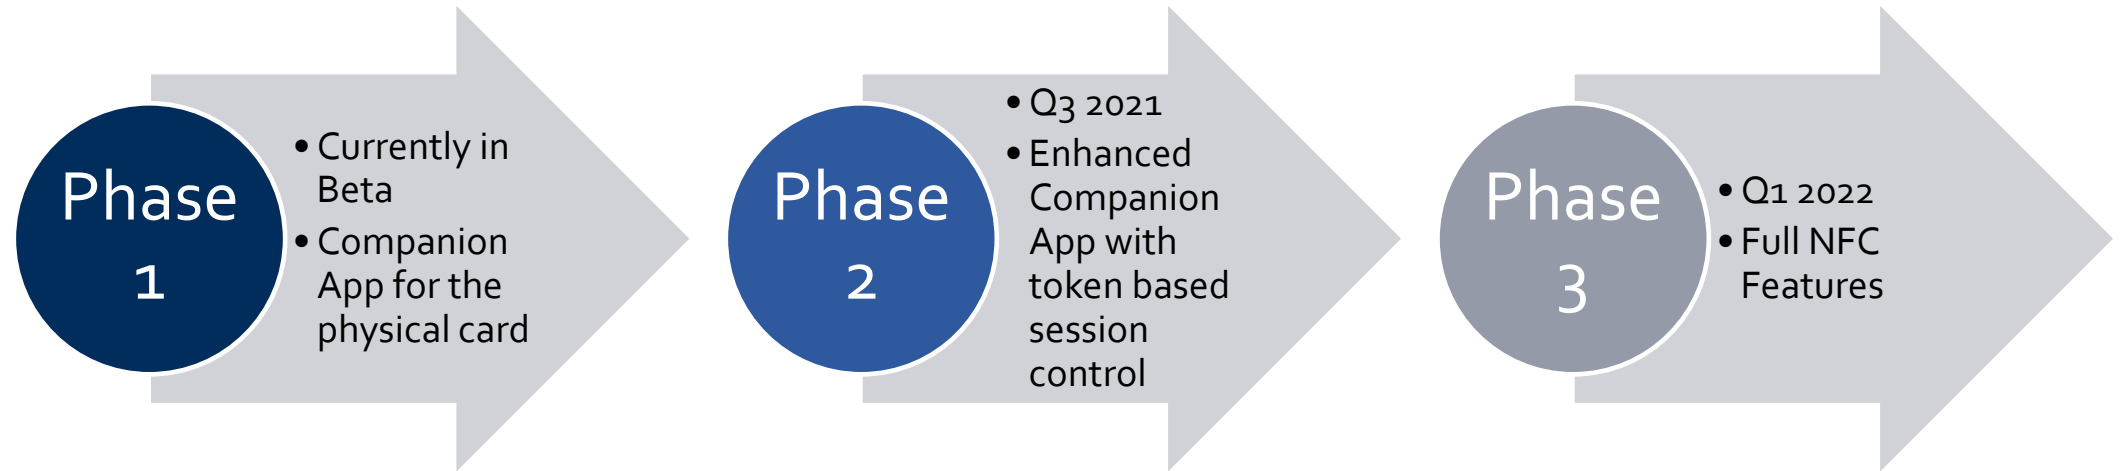 Phase
1
• Currently in
Beta
• Companion
App for the
physical card
Phase
2
• Q3 2021
• Enhanced
Companion
App with
token based
session
control
Phase
3
• Q1 2022
• Full NFC
Features